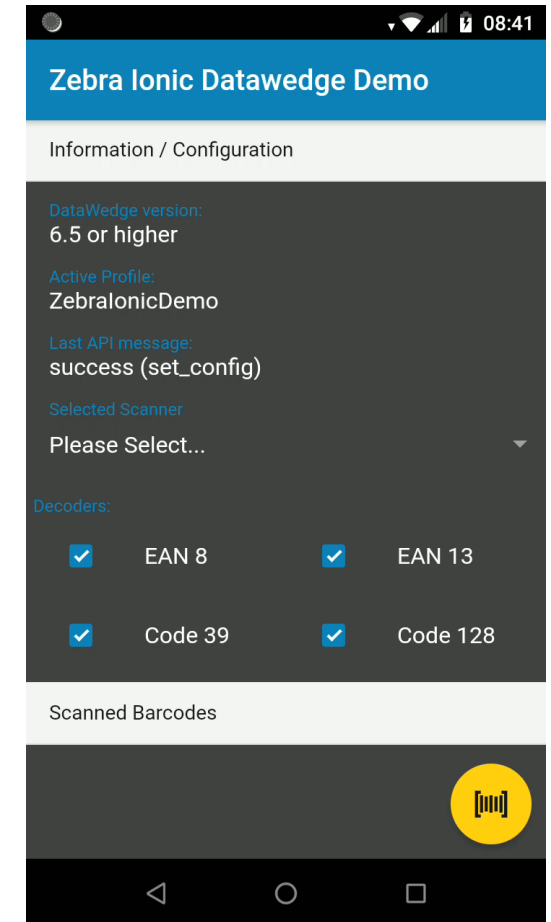 08:41
Zebra Ionic Datawedge Demo
Information / Configuration
DataWedge version:
6.5 or higher
Active Profile:
ZebraIonicDemo
Last API message:
success (set_config)
Selected Scanner
Please Select...
Decoders:
EAN 8
EAN 13
Code 39
Code 128
Scanned Barcodes